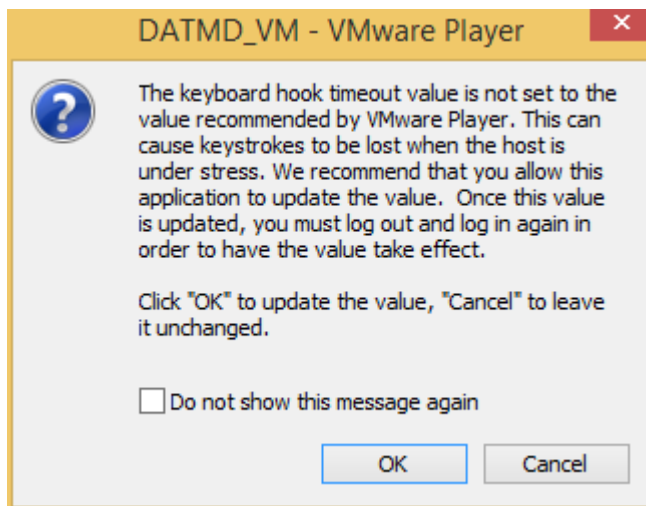 DATMD_VM - VMware Player
The keyboard hook timeout value is not set to the
value recommended by VMware Player. This can
cause keystrokes to be lost when the host is
under stress. We recommend that you allow this
application to update the value.  Once this value
is updated, you must log out and log in again in
order to have the value take effect.
Click "OK" to update the value, "Cancel" to leave
it unchanged.
Do not show this message again
OK
Cancel